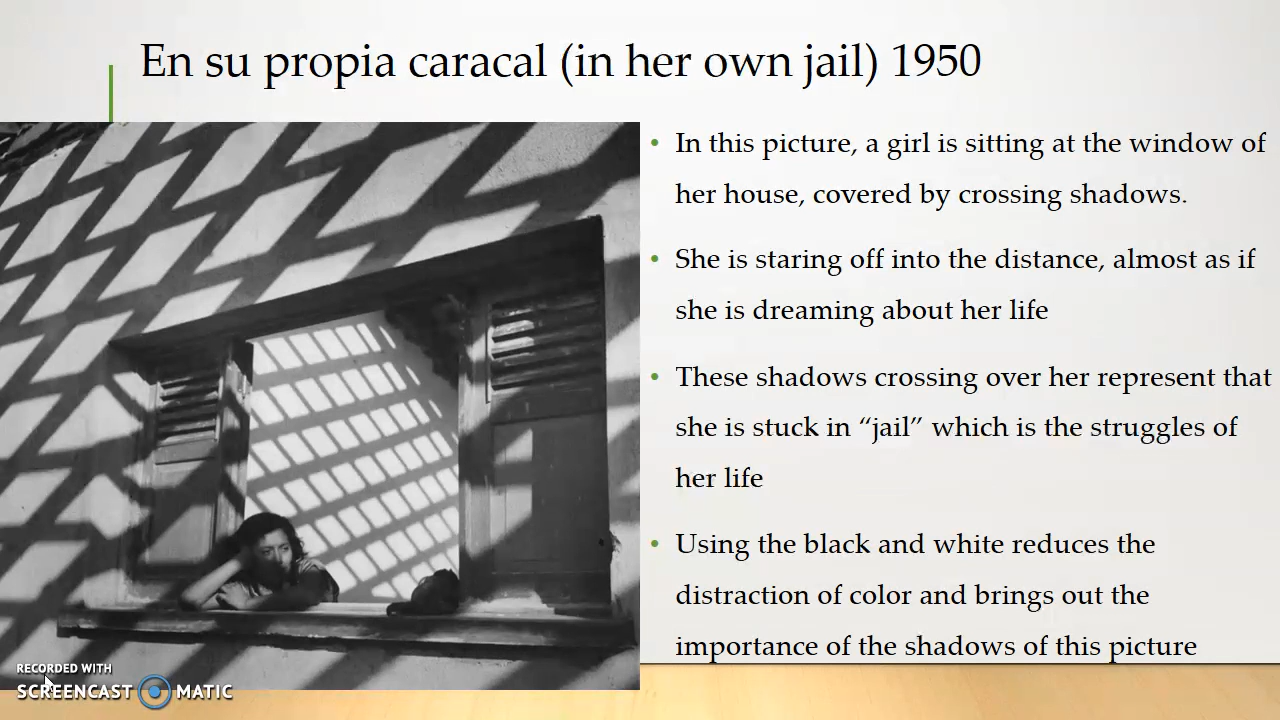 En su propia caracal (in her own jail) 1950
• In this picture, a girl is sitting at the window of
her house, covered by crossing shadows.
• She is staring off into the distance, almost as if
she is dreaming about her life
• These shadows crossing over her represent that
she is stuck in “jail” which is the struggles of
her life
• Using the black and white reduces the
distraction of color and brings out the
importance of the shadows of this picture
RECORDED WITH
SCREENCAST MATIC